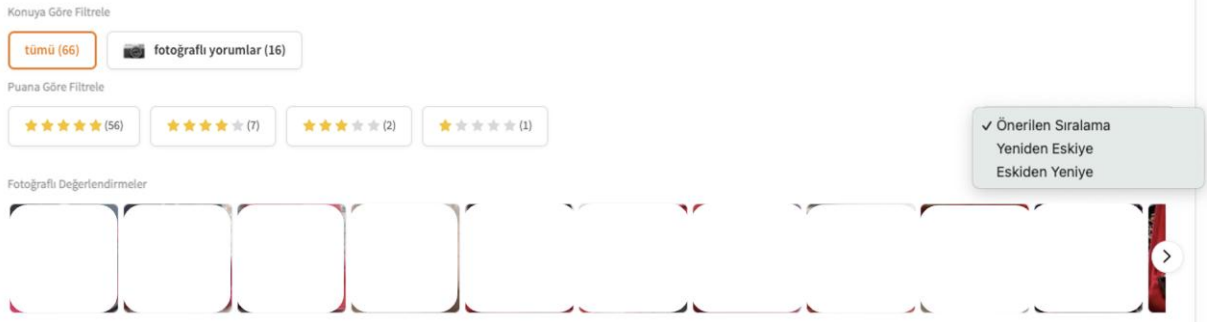 Konuya Göre Filtrele
tümü (66)
fotoğraflı yorumlar (16)
Puana Göre Filtrele
(56)
(7)
(2)
(1)
✓ Önerilen Sıralama
Yeniden Eskiye
Eskiden Yeniye
Fotoğraflı Değerlendirmeler